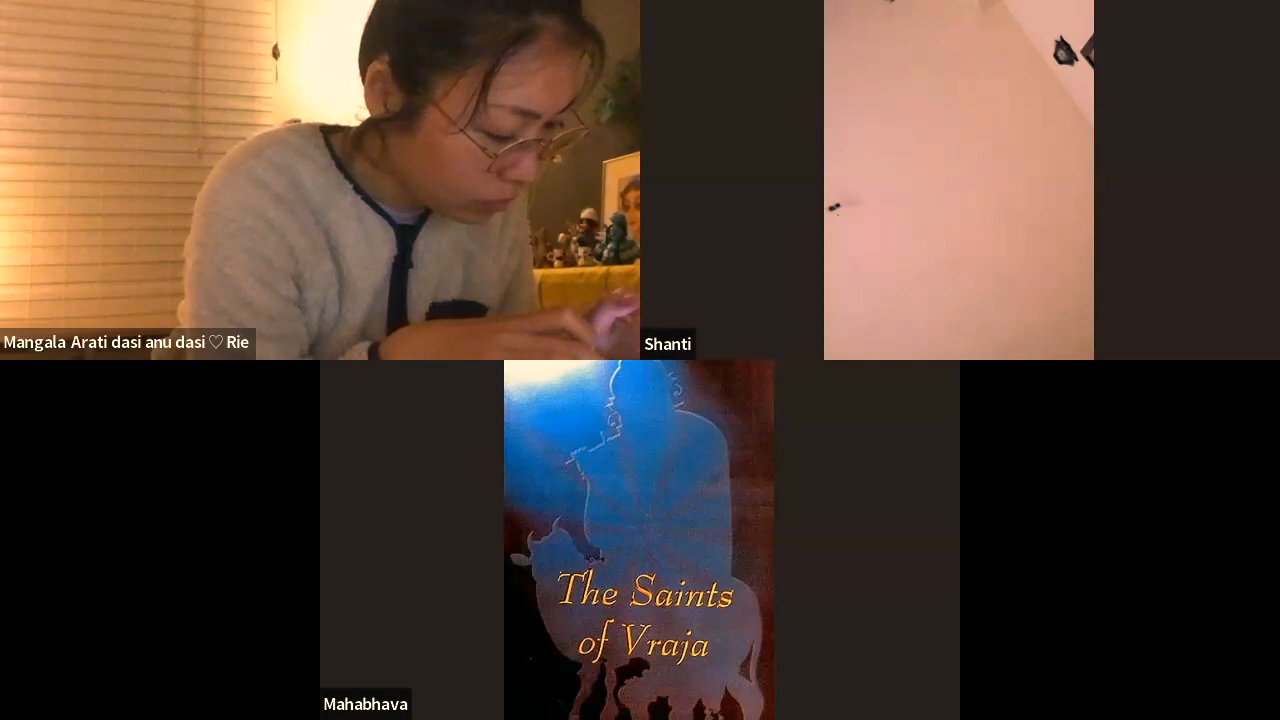 Mangala Arati dasi anu dasi♡Rie
Shanti
The Saints
of Vraja
Mahabhava